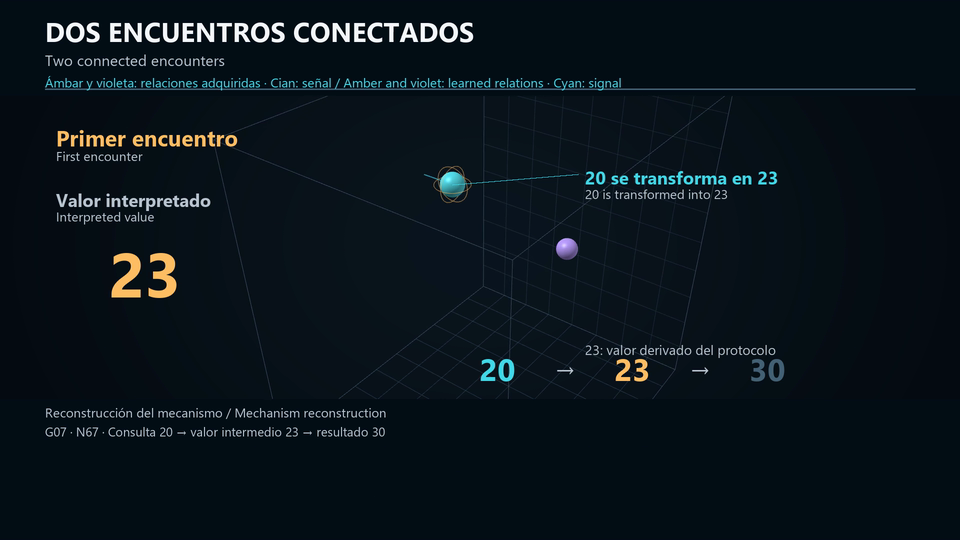 DOS ENCUENTROS CONECTADOS
Two connected encounters
Ámbar y violeta: relaciones adquiridas · Cian: señal / Amber and violet: learned relations · Cyan: signal
Primer encuentro
First encounter
Valor interpretado
Interpreted value
23
20 se transforma en 23
20 is transformed into 23
23: valor derivado del protocolo
20 → 23 → 30
Reconstrucción del mecanismo / Mechanism reconstruction
G07 · N67 · Consulta 20 → valor intermedio 23 → resultado 30